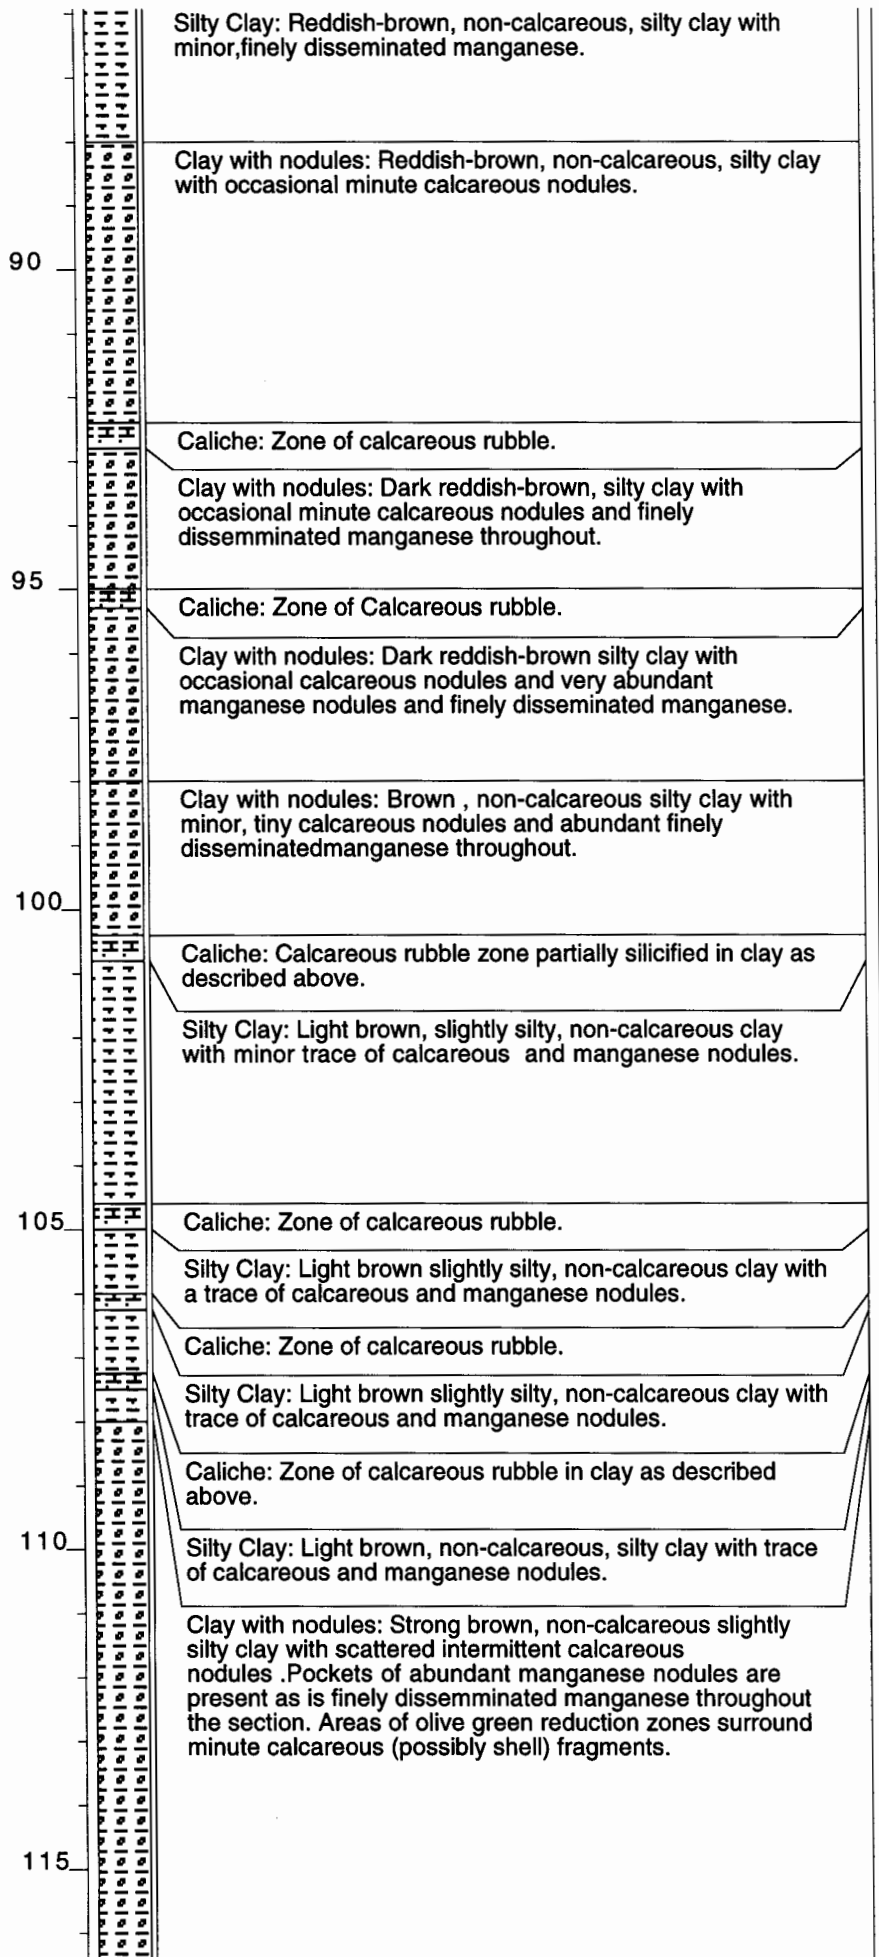 Silty Clay: Reddish-brown, non-calcareous, silty clay with
minor,finely disseminated manganese.
Clay with nodules: Reddish-brown, non-calcareous, silty clay
with occasional minute calcareous nodules.
90
Caliche: Zone of calcareous rubble.
Clay with nodules: Dark reddish-brown, silty clay with
occasional minute calcareous nodules and finely
dissemminated manganese throughout.
95
Caliche: Zone of Calcareous rubble.
Clay with nodules: Dark reddish-brown silty clay with
occasional calcareous nodules and very abundant
manganese nodules and finely disseminated manganese.
Clay with nodules: Brown , non-calcareous silty clay with
minor, tiny calcareous nodules and abundant finely
disseminatedmanganese throughout.
100
Caliche: Calcareous rubble zone partially silicified in clay as
described above.
Silty Clay: Light brown, slightly silty, non-calcareous clay
with minor trace of calcareous  and manganese nodules.
105
Caliche: Zone of calcareous rubble.
Silty Clay: Light brown slightly silty, non-calcareous clay with
a trace of calcareous and manganese nodules.
Caliche: Zone of calcareous rubble.
Silty Clay: Light brown slightly silty, non-calcareous clay with
trace of calcareous and manganese nodules.
Caliche: Zone of calcareous rubble in clay as described
above.
110
Silty Clay: Light brown, non-calcareous, silty clay with trace
of calcareous and manganese nodules.
Clay with nodules: Strong brown, non-calcareous slightly
silty clay with scattered intermittent calcareous
nodules .Pockets of abundant manganese nodules are
present as is finely dissemminated manganese throughout
the section. Areas of olive green reduction zones surround
minute calcareous (possibly shell) fragments.
115